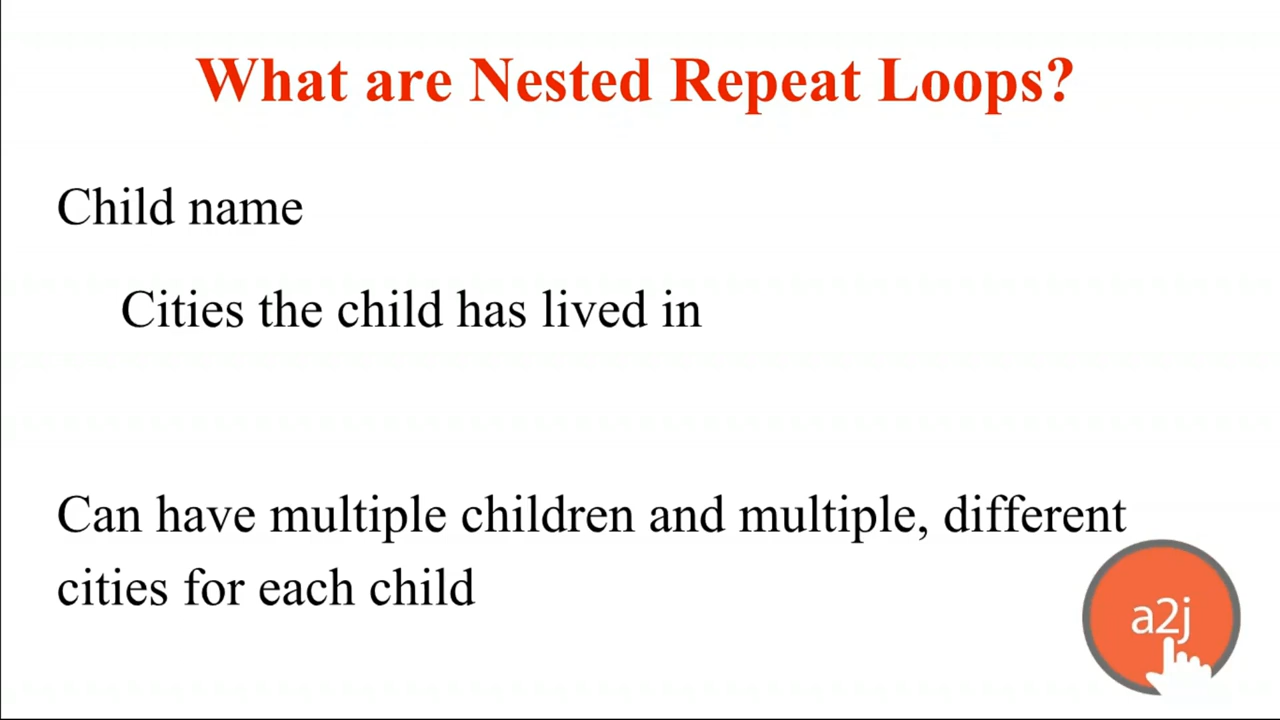 What are Nested Repeat Loops?
Child name
Cities the child has lived in
Can have multiple children and multiple, different
cities for each child
a2j